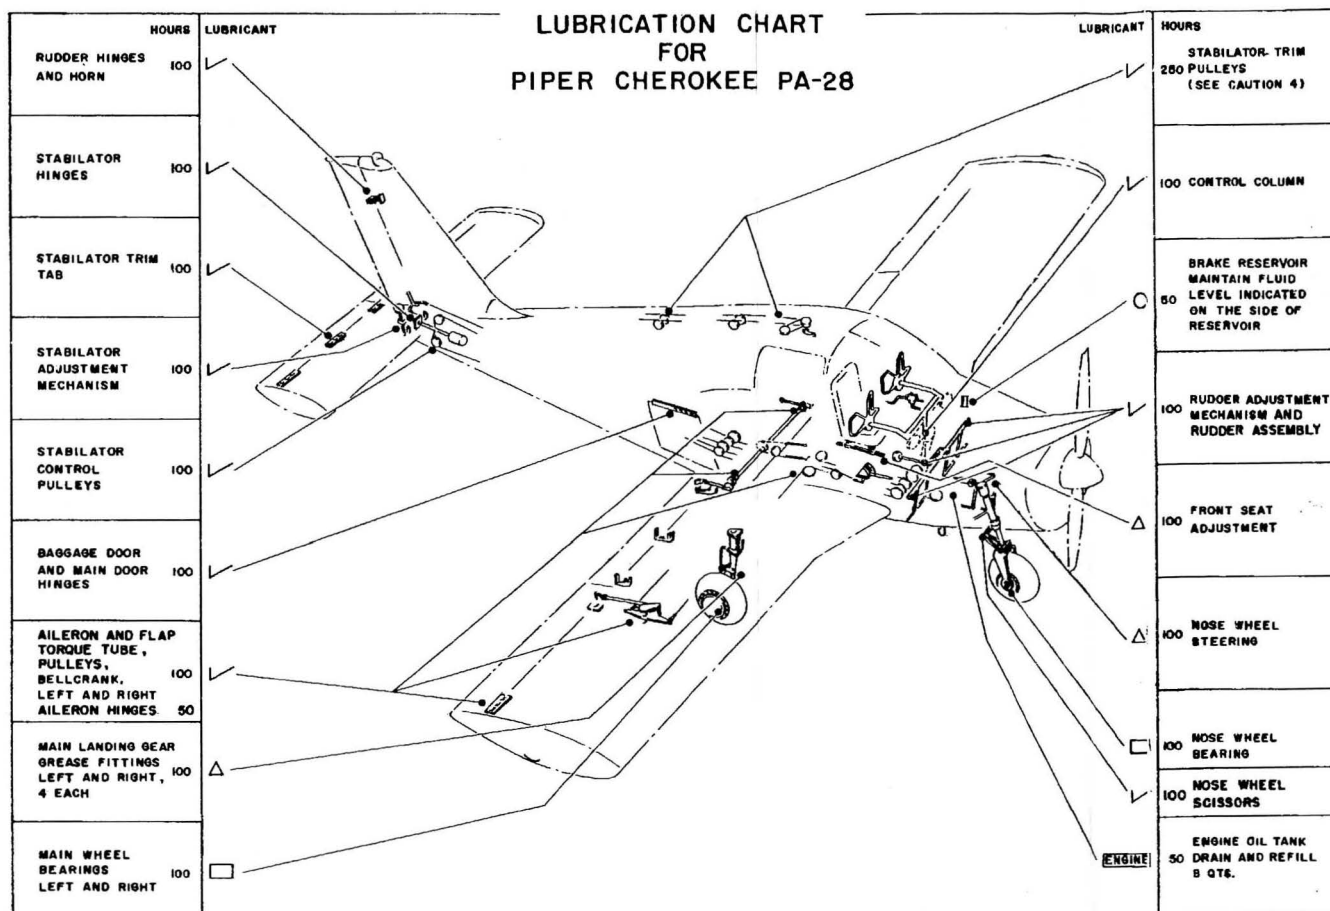 LUBRICATION CHART
FOR
PIPER CHEROKEE PA-28
HOURS
LUBRICANT
RUDDER HINGES
AND HORN
100
STABILATOR
HINGES
100
STABILATOR TRIM
TAB
100
STABILATOR
ADJUSTMENT
MECHANISM
100
STABILATOR
CONTROL
PULLEYS
100
BAGGAGE DOOR
AND MAIN DOOR
HINGES
100
AILERON AND FLAP
TORQUE TUBE,
PULLEYS,
BELLCRANK,
100
LEFT AND RIGHT
AILERON HINGES 50
MAIN LANDING GEAR
GREASE FITTINGS
LEFT AND RIGHT,
4 EACH
100
MAIN WHEEL
BEARINGS
LEFT AND RIGHT
100
LUBRICANT
HOURS
250
STABILATOR TRIM
PULLEYS
(SEE CAUTION 4)
100 CONTROL COLUMN
50
BRAKE RESERVOIR
MAINTAIN FLUID
LEVEL INDICATED
ON THE SIDE OF
RESERVOIR
100
RUDDER ADJUSTMENT
MECHANISM AND
RUDDER ASSEMBLY
100
FRONT SEAT
ADJUSTMENT
100
NOSE WHEEL
STEERING
100
NOSE WHEEL
BEARING
100
NOSE WHEEL
SCISSORS
ENGINE
50
ENGINE OIL TANK
DRAIN AND REFILL
8 QTS.